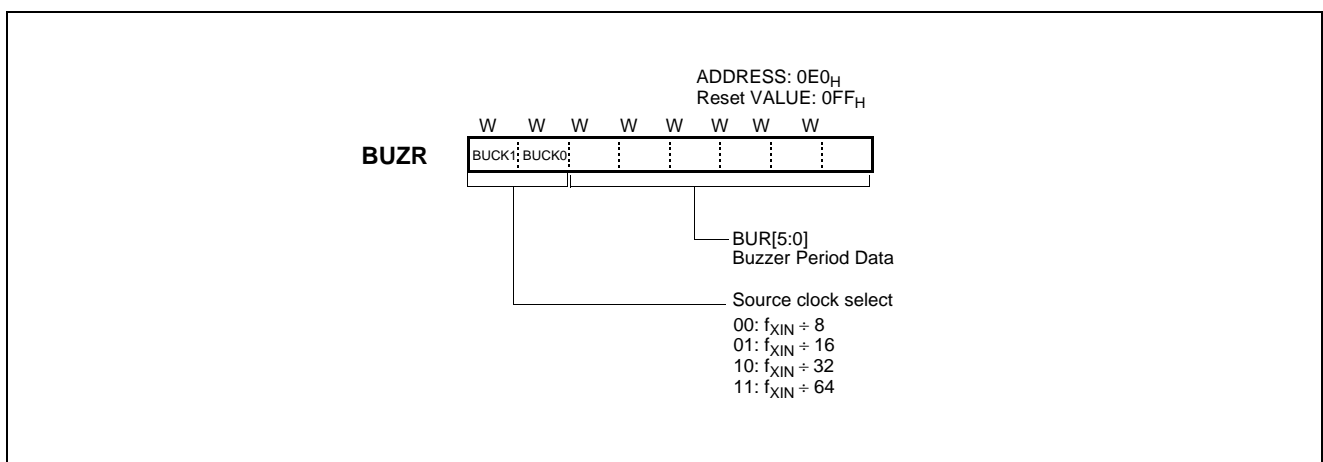 ADDRESS: 0E0H
Reset VALUE: 0FFH
W W W W W W W W
BUZR BUCK1 BUCK0
BUR[5:0]
Buzzer Period Data
Source clock select
00: fXIN ÷ 8
01: fXIN ÷ 16
10: fXIN ÷ 32
11: fXIN ÷ 64